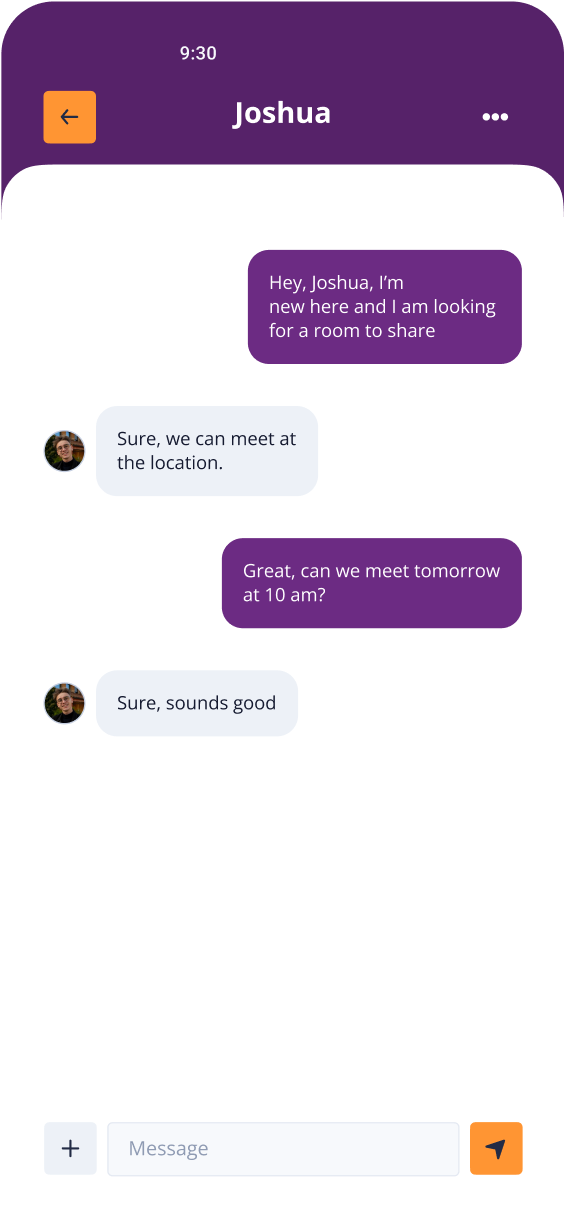 9:30
Joshua
Hey, Joshua, I’m
new here and I am looking
for a room to share
Sure, we can meet at
the location.
Great, can we meet tomorrow
at 10 am?
Sure, sounds good
Message